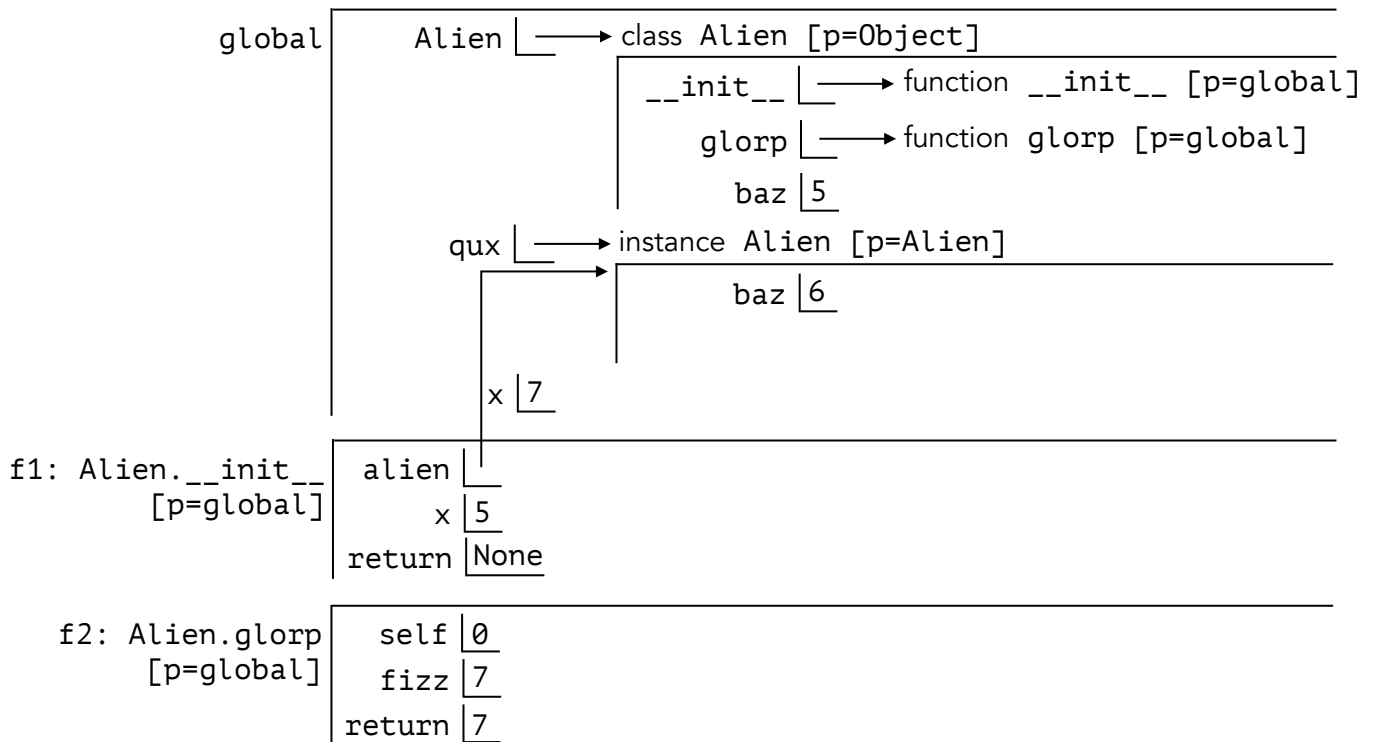 global Alien class Alien [p=Object]
__init__ function __init__ [p=global]
glorp function glorp [p=global]
baz 5
qux instance Alien [p=Alien]
baz 6
x 7
f1: Alien.__init__ alien
[p=global] x 5
return None
f2: Alien.glorp self 0
[p=global] fizz 7
return 7